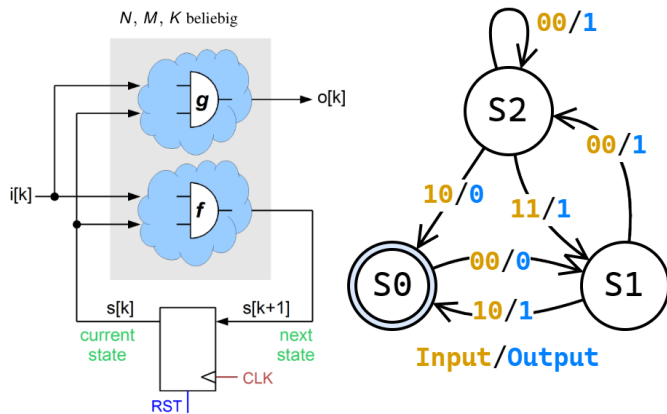 N, M, K beliebig
g
o[k]
i[k]
f
s[k]
s[k+1]
current
state
next
state
CLK
RST
00/1
S2
00/1
10/0
11/1
S0
00/0
S1
10/1
Input/Output